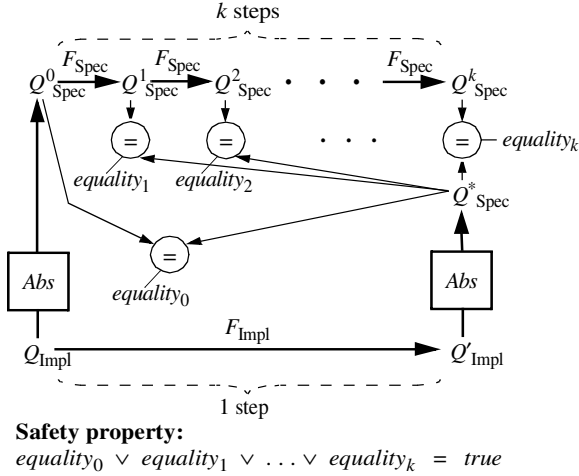 k steps
F_Spec F_Spec F_Spec
Q^0_Spec Q^1_Spec Q^2_Spec · · · Q^k_Spec
= = · · · = equality_k
equality_1 equality_2
Q^*_Spec
=
Abs Abs
equality_0
F_Impl
Q_Impl Q′_Impl
1 step
Safety property:
equality_0 ∨ equality_1 ∨ . . . ∨ equality_k = true